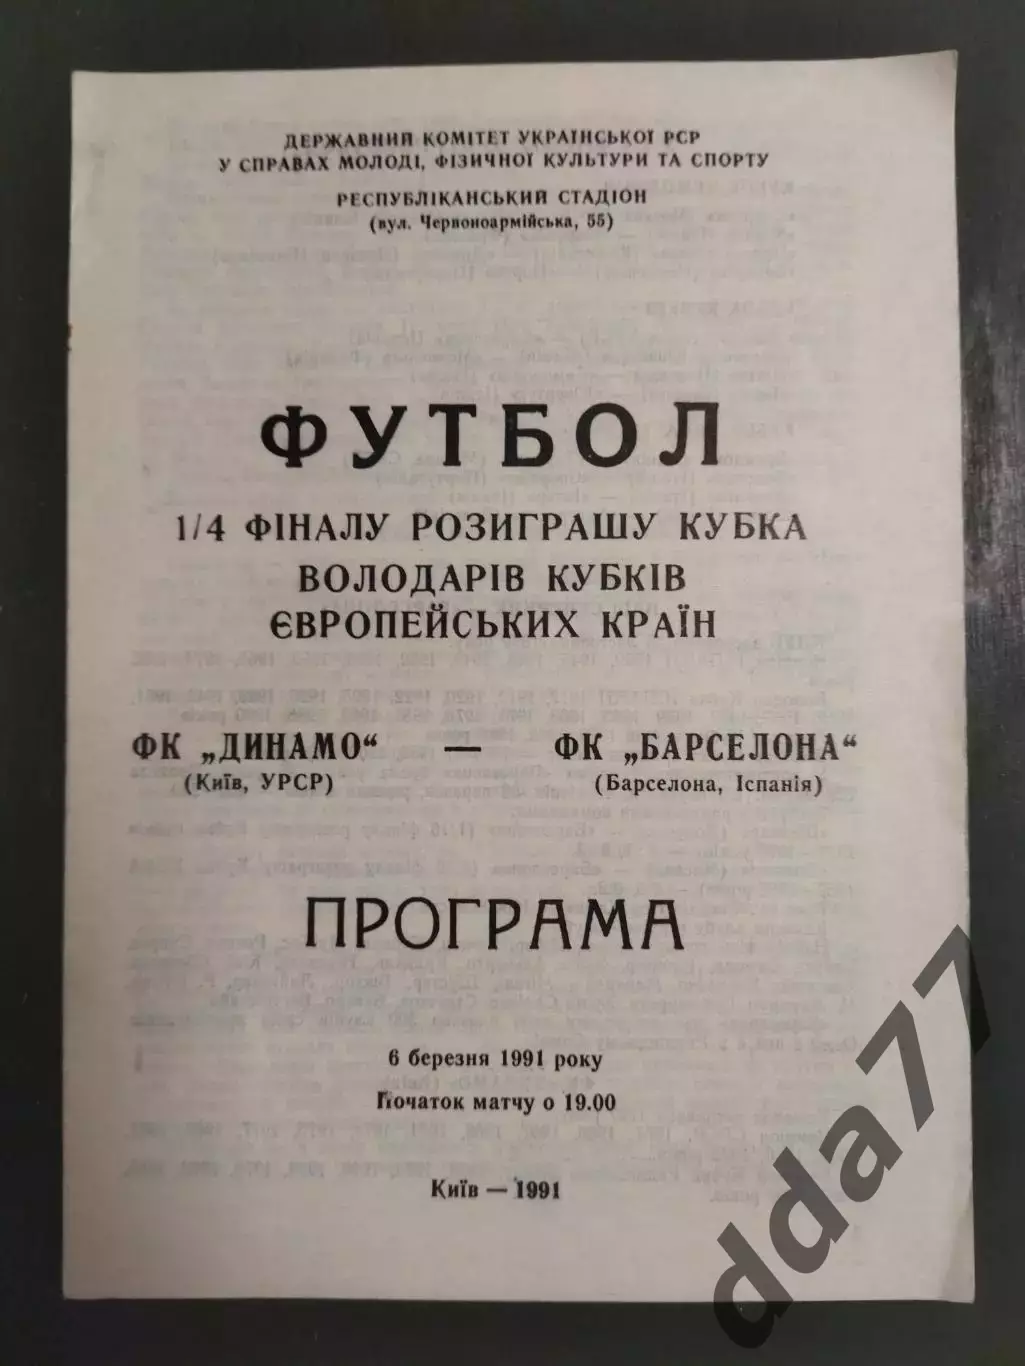 ДЕРЖАВНИЙ КОМІТЕТ УКРАЇНСЬКОЇ РСР
У СПРАВАХ МОЛОДІ, ФІЗИЧНОЇ КУЛЬТУРИ ТА СПОРТУ
РЕСПУБЛІКАНСЬКИЙ СТАДІОН
(вул. Червоноармійська, 55)
ФУТБОЛ
1/4 ФІНАЛУ РОЗИГРАШУ КУБКА
ВОЛОДАРІВ КУБКІВ
ЄВРОПЕЙСЬКИХ КРАЇН
ФК „ДИНАМО“ — ФК „БАРСЕЛОНА“
(Київ, УРСР) (Барселона, Іспанія)
ПРОГРАМА
6 березня 1991 року
Початок матчу о 19.00
Київ — 1991
dda77